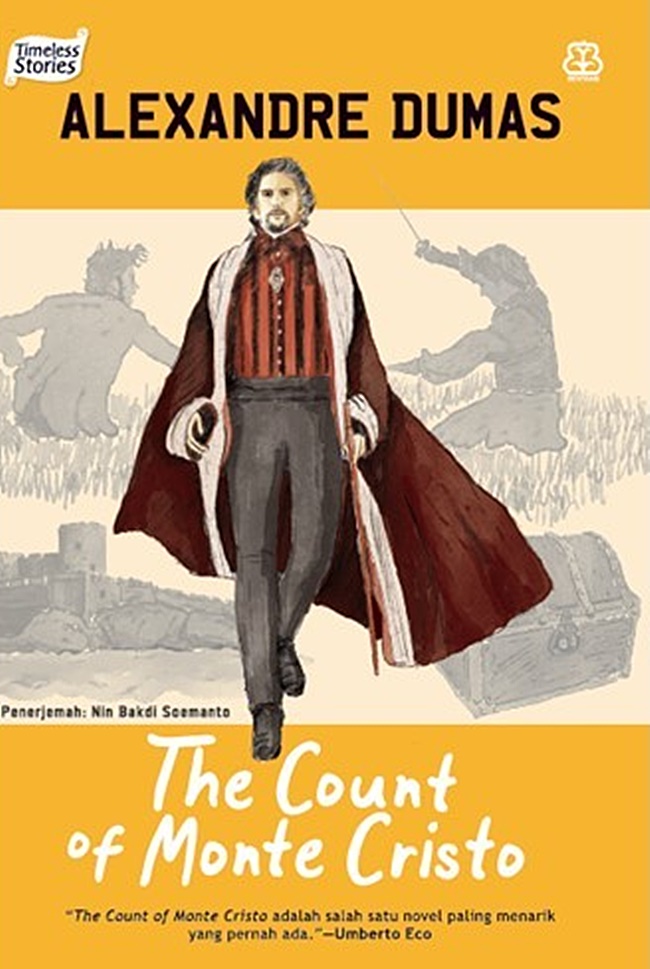 Timeless
Stories
ALEXANDRE DUMAS
Penerjemah: Nin Bakdi Soemanto
The Count
of Monte Cristo
"The Count of Monte Cristo adalah salah satu novel paling menarik
yang pernah ada."—Umberto Eco